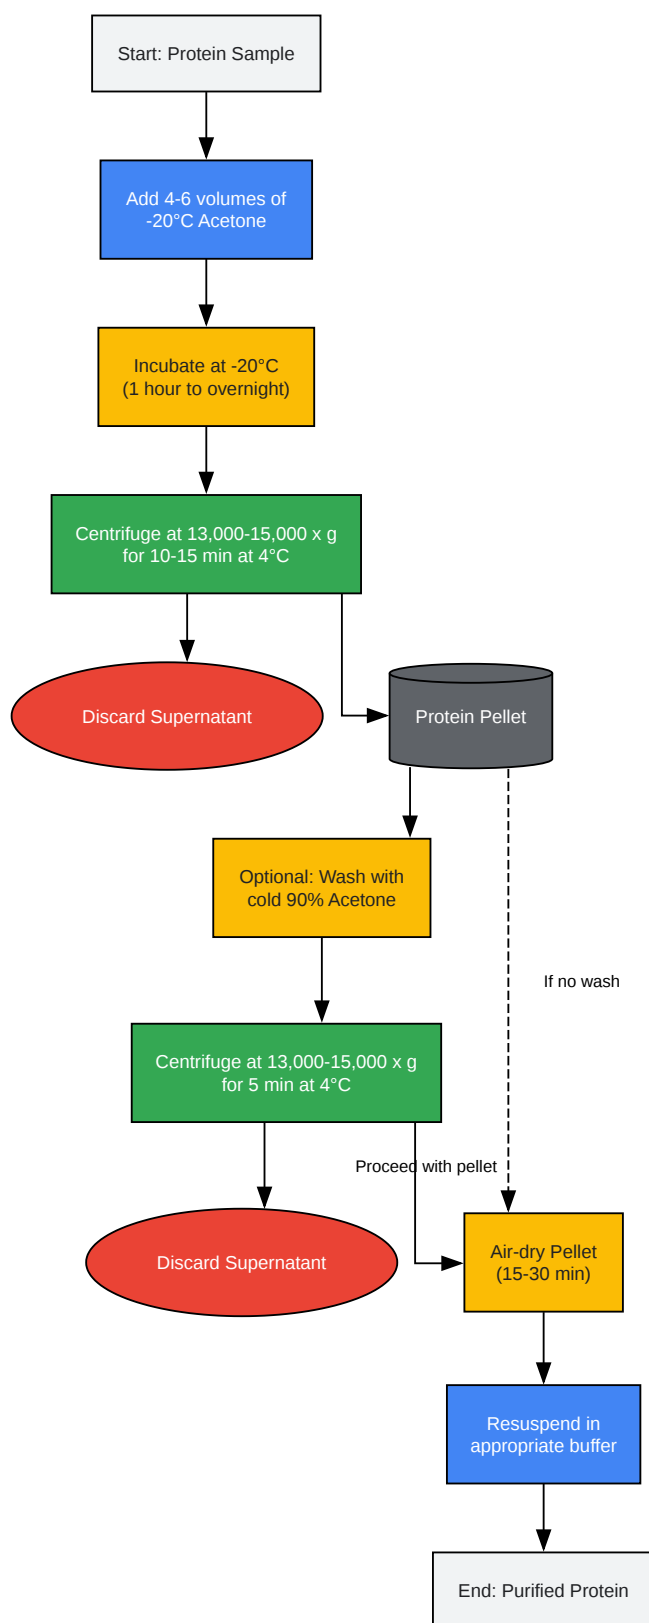 Start: Protein Sample
Add 4-6 volumes of
-20°C Acetone
Incubate at -20°C
(1 hour to overnight)
Centrifuge at 13,000-15,000 x g
for 10-15 min at 4°C
Discard Supernatant
Protein Pellet
Optional: Wash with
cold 90% Acetone
If no wash
Centrifuge at 13,000-15,000 x g
for 5 min at 4°C
Proceed with pellet
Discard Supernatant
Air-dry Pellet
(15-30 min)
Resuspend in
appropriate buffer
End: Purified Protein